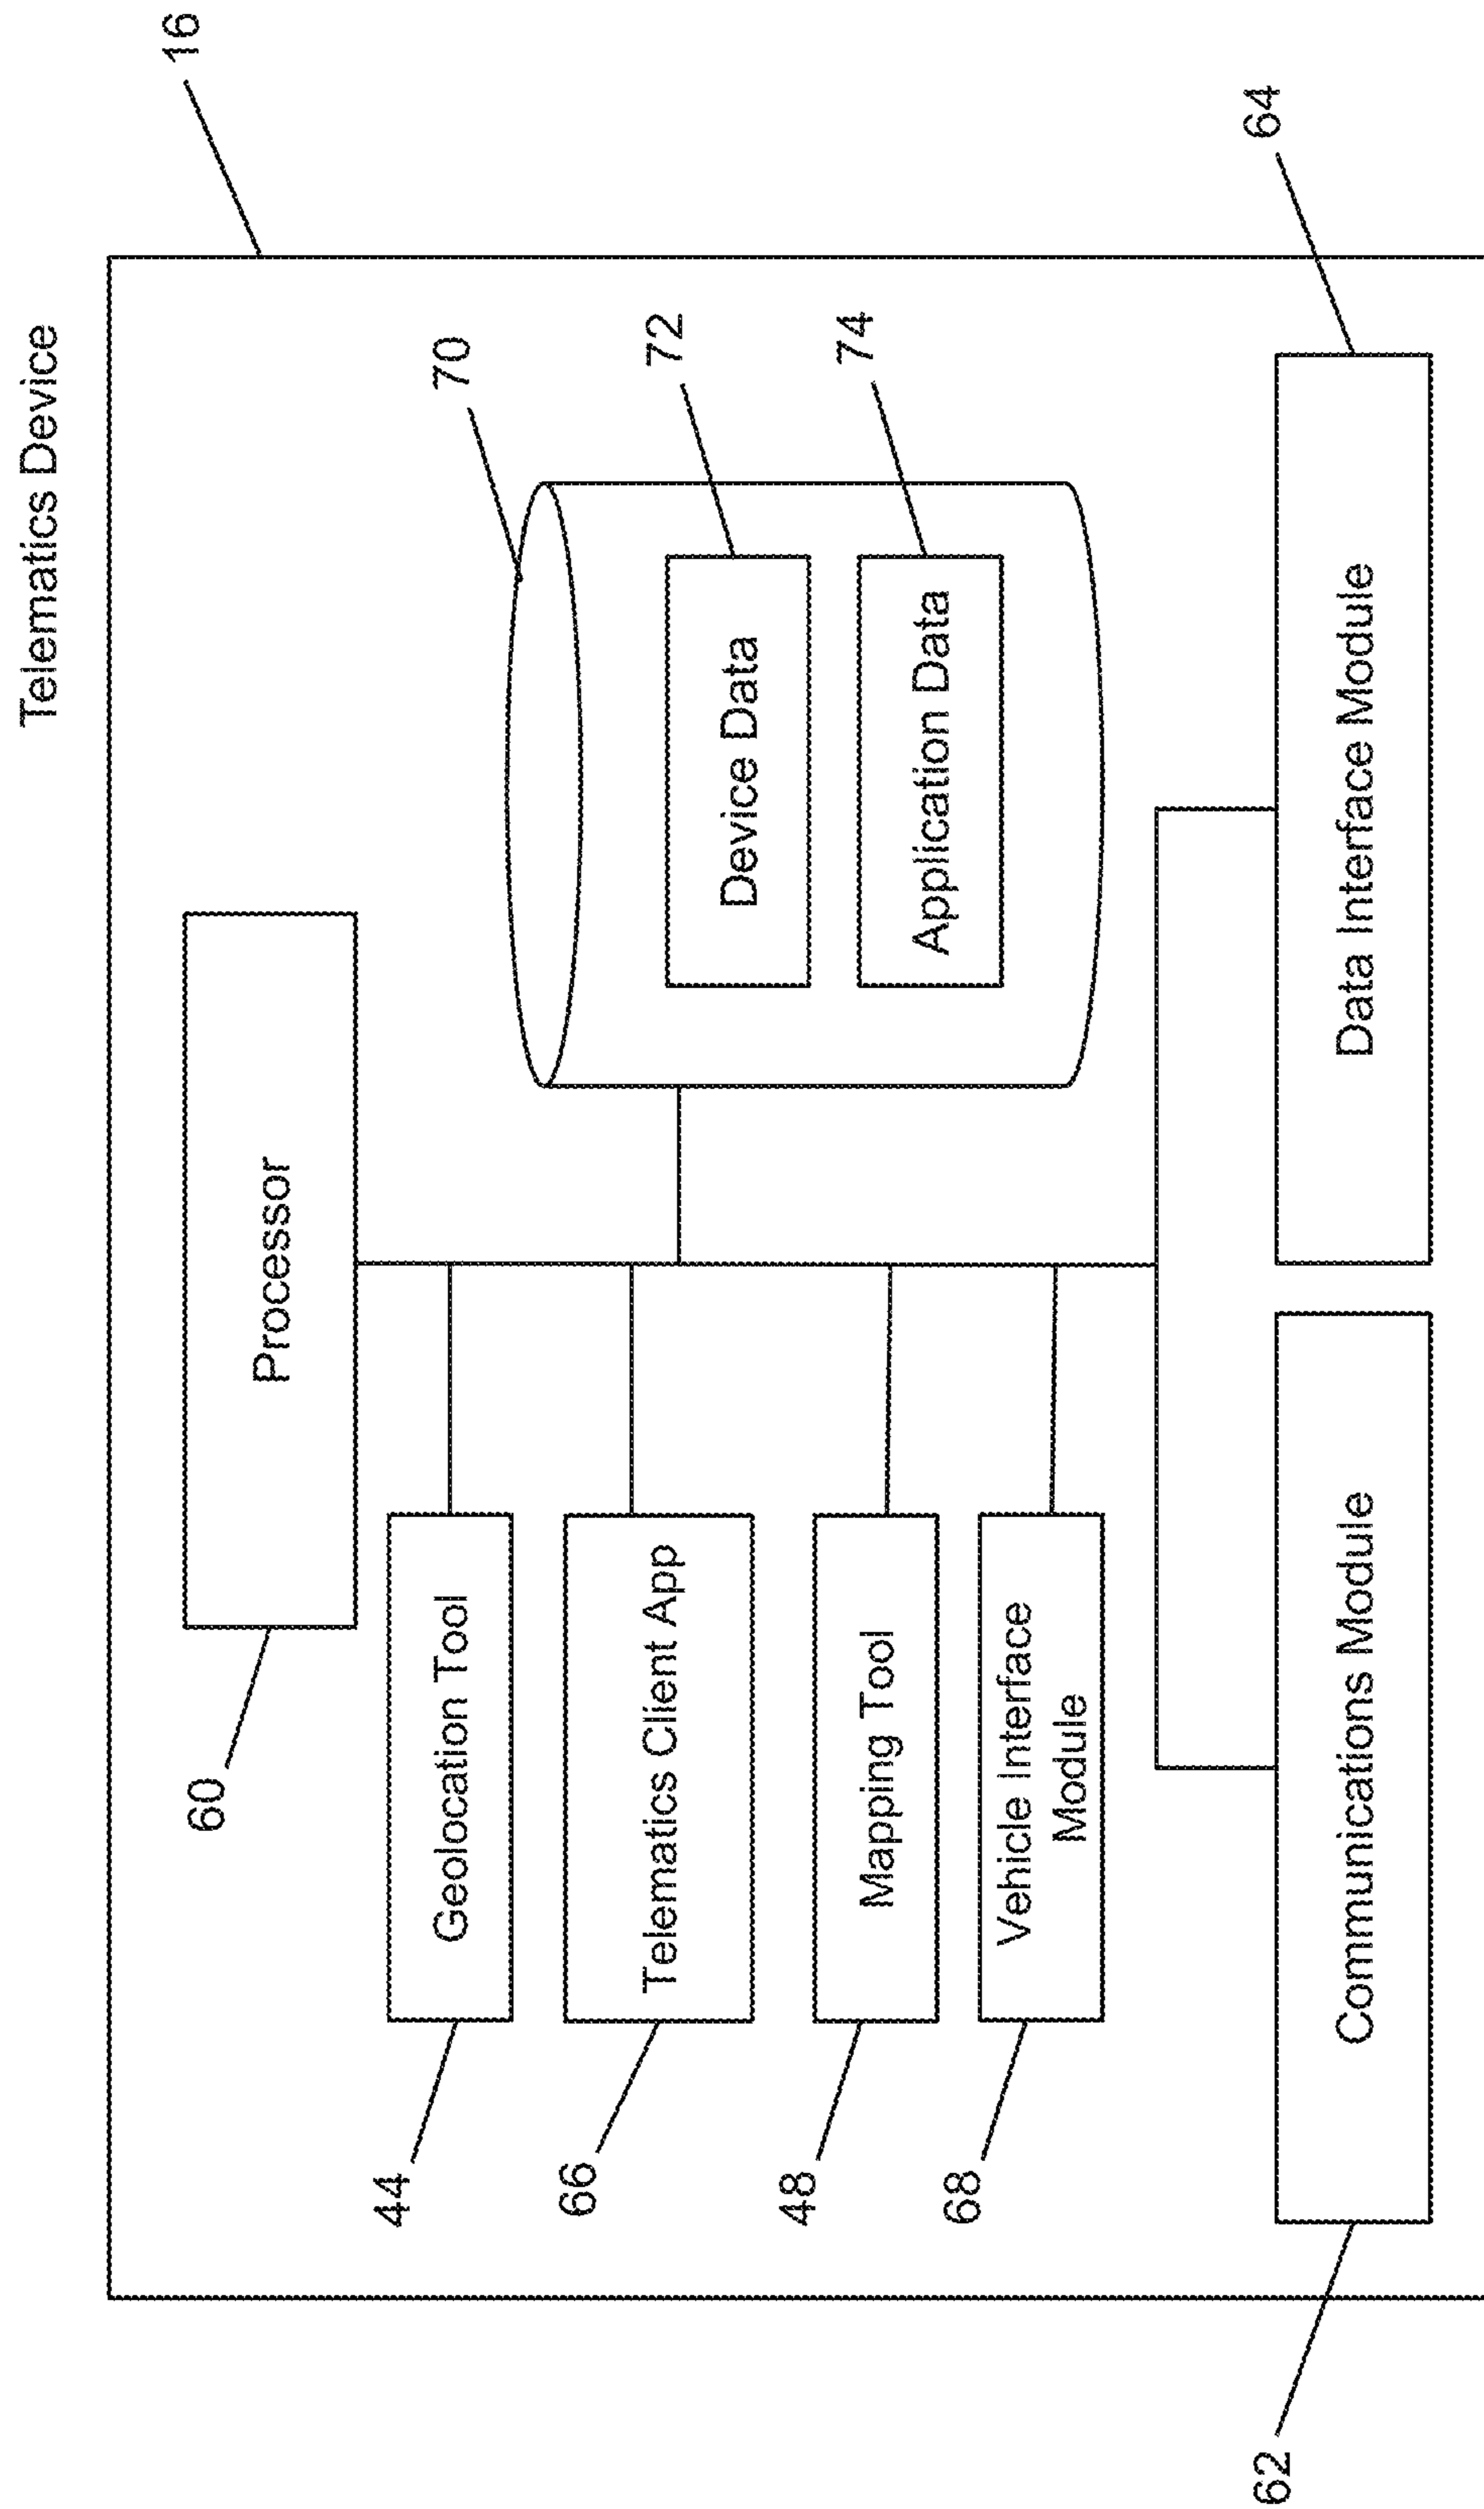 Telematics Device
16
Processor
60
Geolocation Tool
44
70
Telematics Client App
66
Device Data
72
Mapping Tool
48
Application Data
74
Vehicle Interface
Module
68
Communications Module
62
Data Interface Module
64